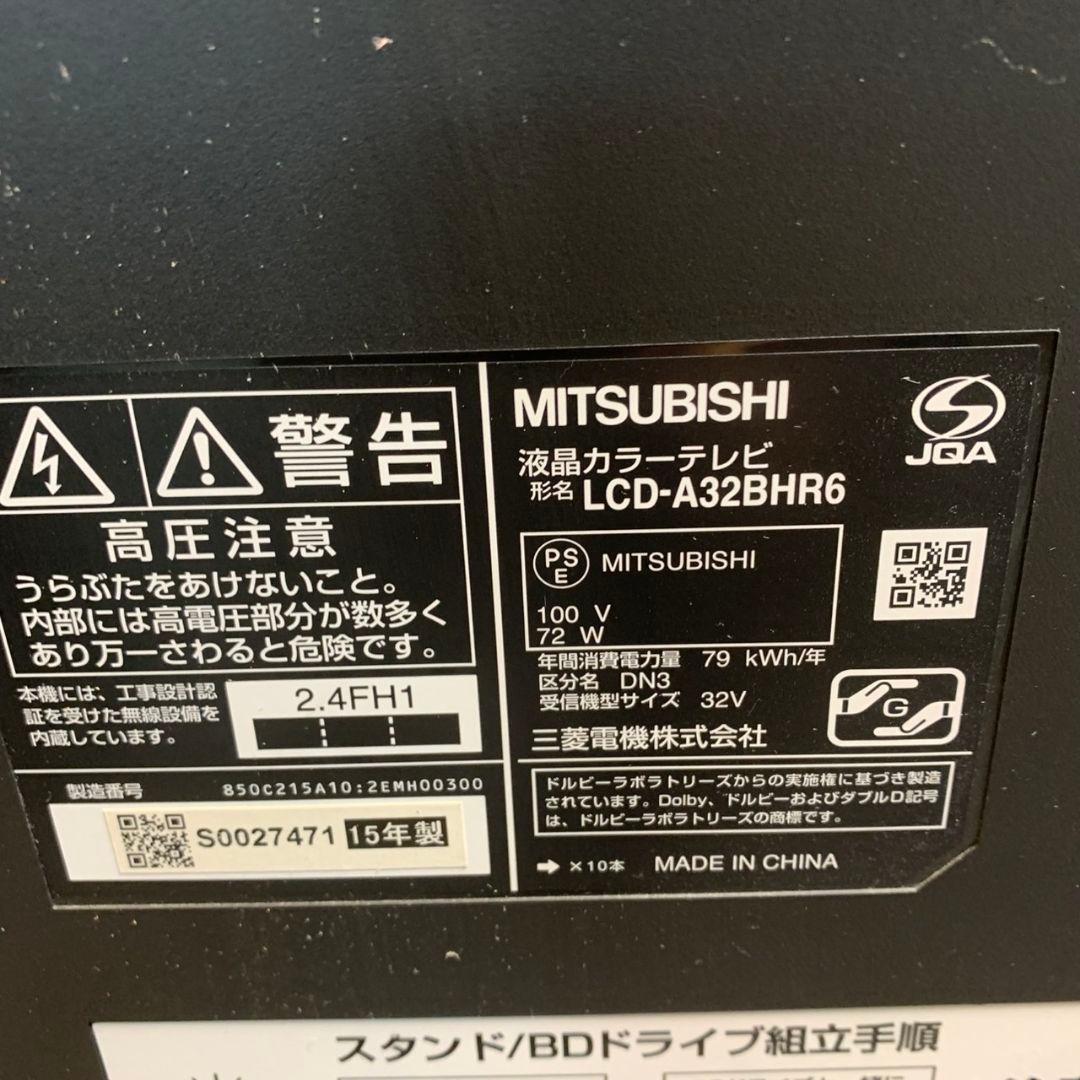 警告
高圧注意
うらぶたをあけないこと。
内部には高電圧部分が数多く
あり万一さわると危険です。
本機には、工事設計認
証を受けた無線設備を
内蔵しています。
2.4FH1
製造番号 850C215A10:2EMH00300
S0027471 15年製
MITSUBISHI
JQA
液晶カラーテレビ
形名 LCD-A32BHR6
PSE MITSUBISHI
100 V
72 W
年間消費電力量 79 kWh/年
区分名 DN3
受信機型サイズ 32V
G
三菱電機株式会社
ドルビーラボラトリーズからの実施権に基づき製造
されています。Dolby、ドルビーおよびダブルD記号
は、ドルビーラボラトリーズの商標です。
➔ ×10本 MADE IN CHINA
スタンド/BDドライブ組立手順